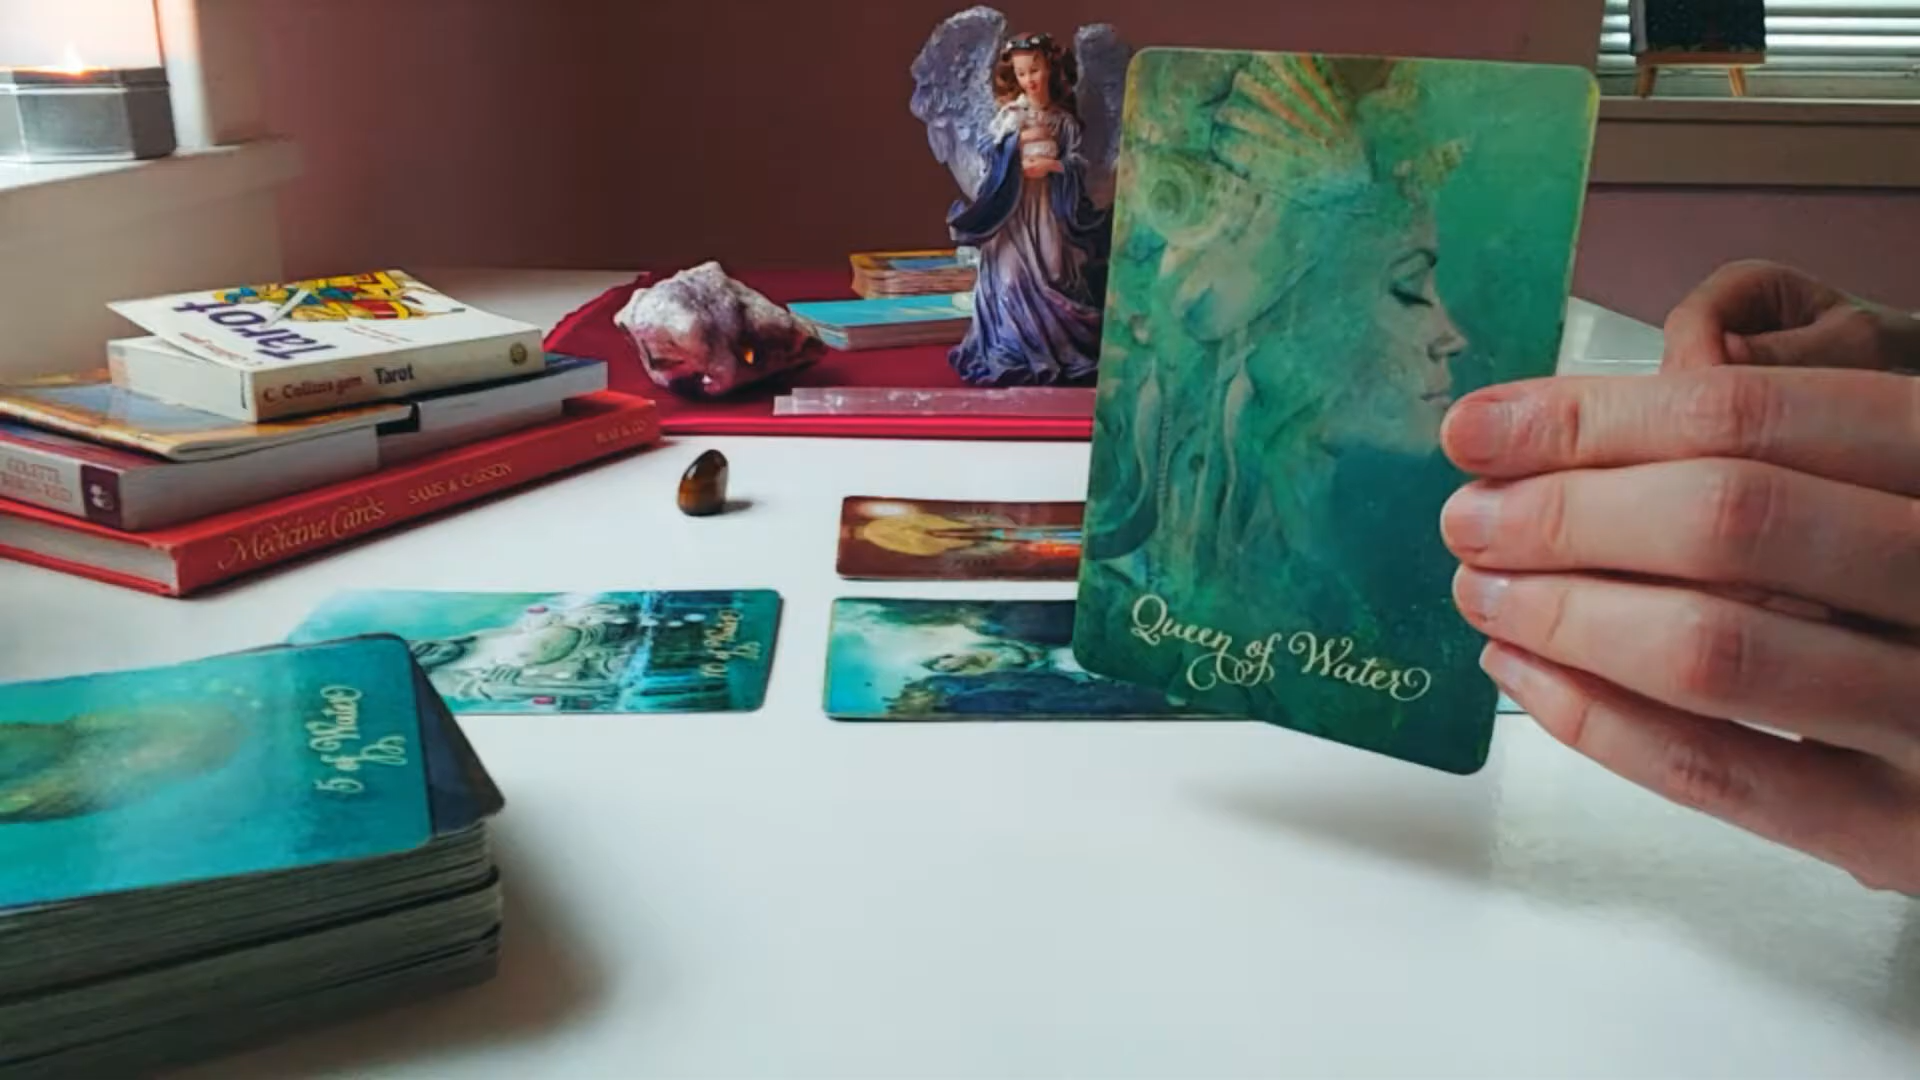 Tarot
C. Collins gem Tarot
Medicine Cards SAMS & CARSON
10 of Water
5 of Water
Queen of Water